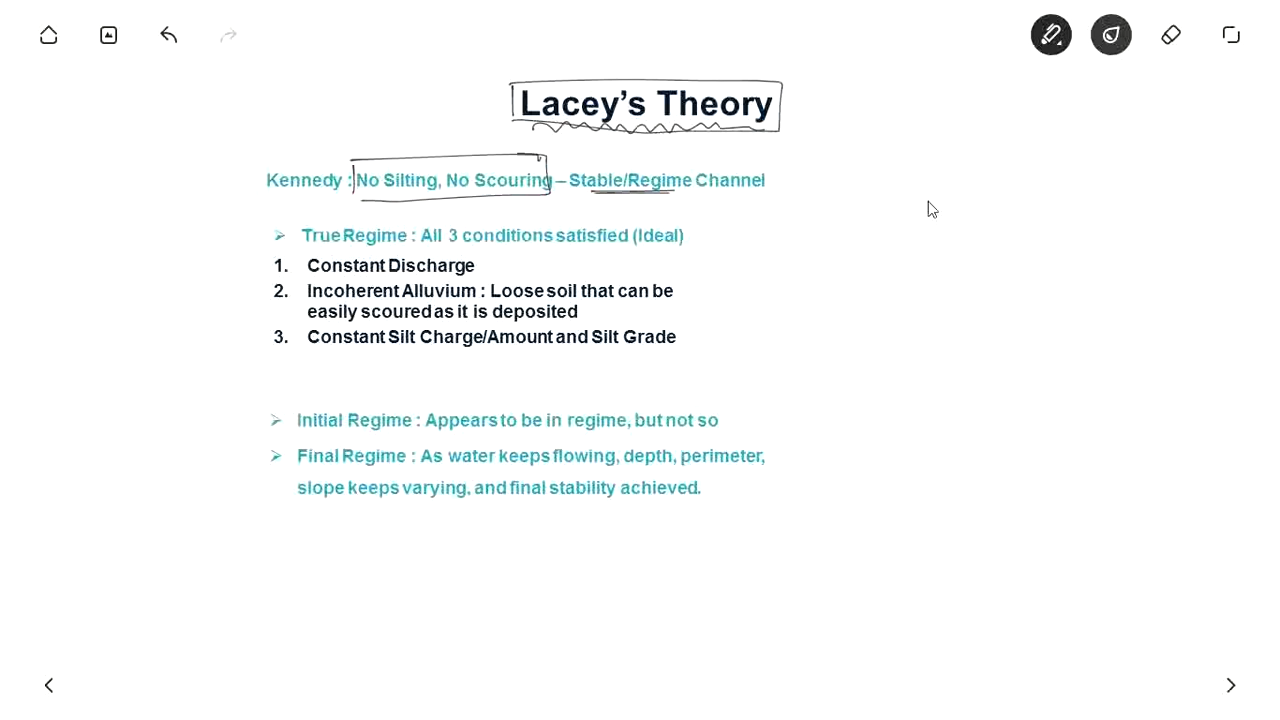 Lacey's Theory
Kennedy : No Silting, No Scouring – Stable/Regime Channel
➢ True Regime : All 3 conditions satisfied (Ideal)
1. Constant Discharge
2. Incoherent Alluvium : Loose soil that can be
easily scoured as it is deposited
3. Constant Silt Charge/Amount and Silt Grade
➢ Initial Regime : Appears to be in regime, but not so
➢ Final Regime : As water keeps flowing, depth, perimeter,
slope keeps varying, and final stability achieved.